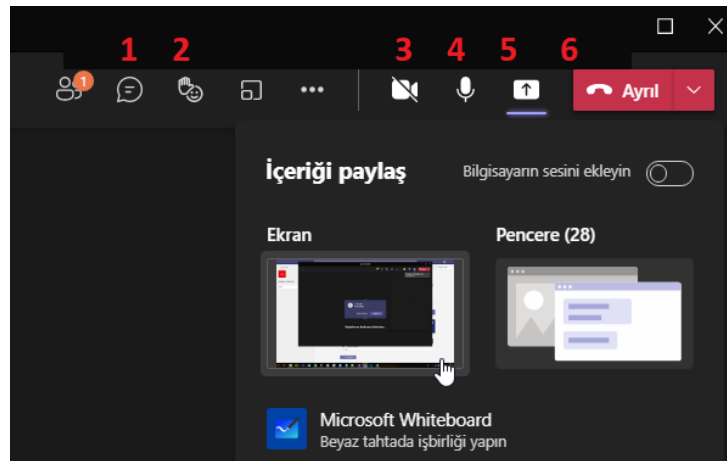 1 2 3 4 5 6
1
Ayrıl
İçeriği paylaş
Bilgisayarın sesini ekleyin
Ekran
Pencere (28)
Microsoft Whiteboard
Beyaz tahtada işbirliği yapın